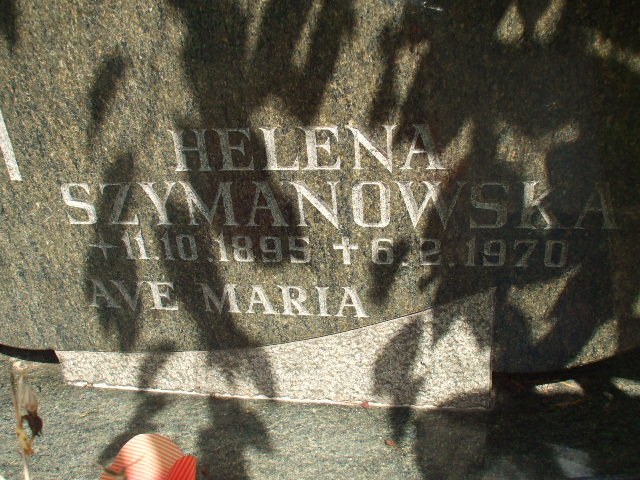 HELENA
SZYMANOWSKA
+ 11.10.1895 ✝ 6.2.1970
AVE MARIA